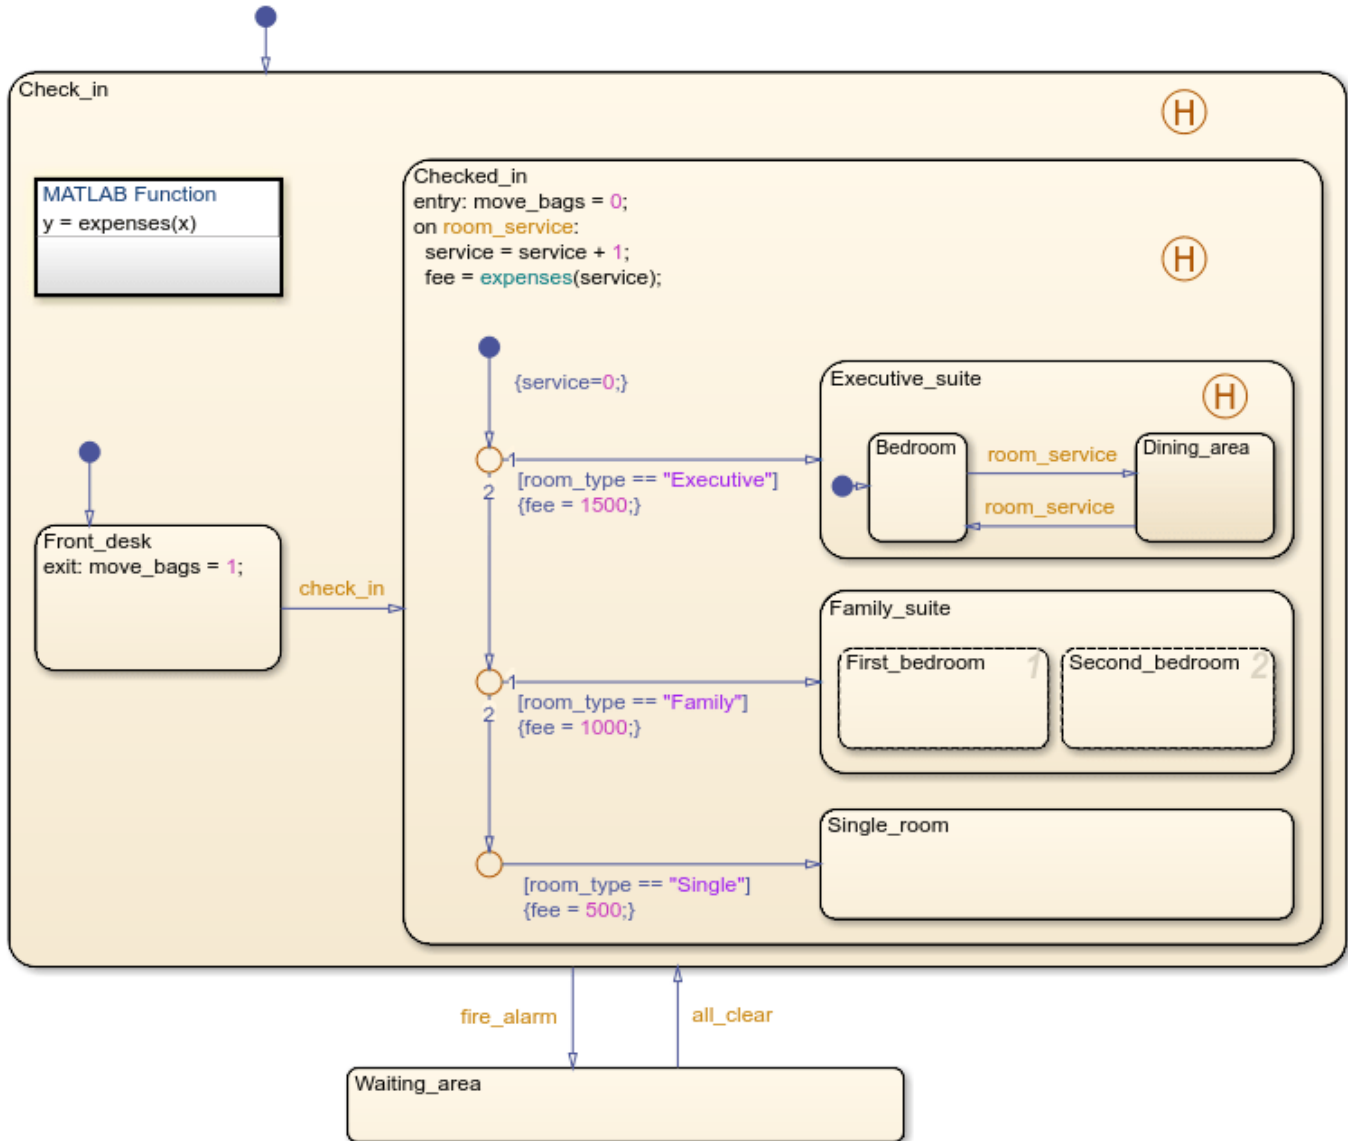 Check_in
H
MATLAB Function
y = expenses(x)
Checked_in
entry: move_bags = 0;
on room_service:
service = service + 1;
fee = expenses(service);
H
{service=0;}
1
[room_type == "Executive"]
{fee = 1500;}
2
Executive_suite
H
Bedroom
room_service
room_service
Dining_area
Front_desk
exit: move_bags = 1;
check_in
1
[room_type == "Family"]
{fee = 1000;}
2
Family_suite
First_bedroom 1
Second_bedroom 2
[room_type == "Single"]
{fee = 500;}
Single_room
fire_alarm
all_clear
Waiting_area